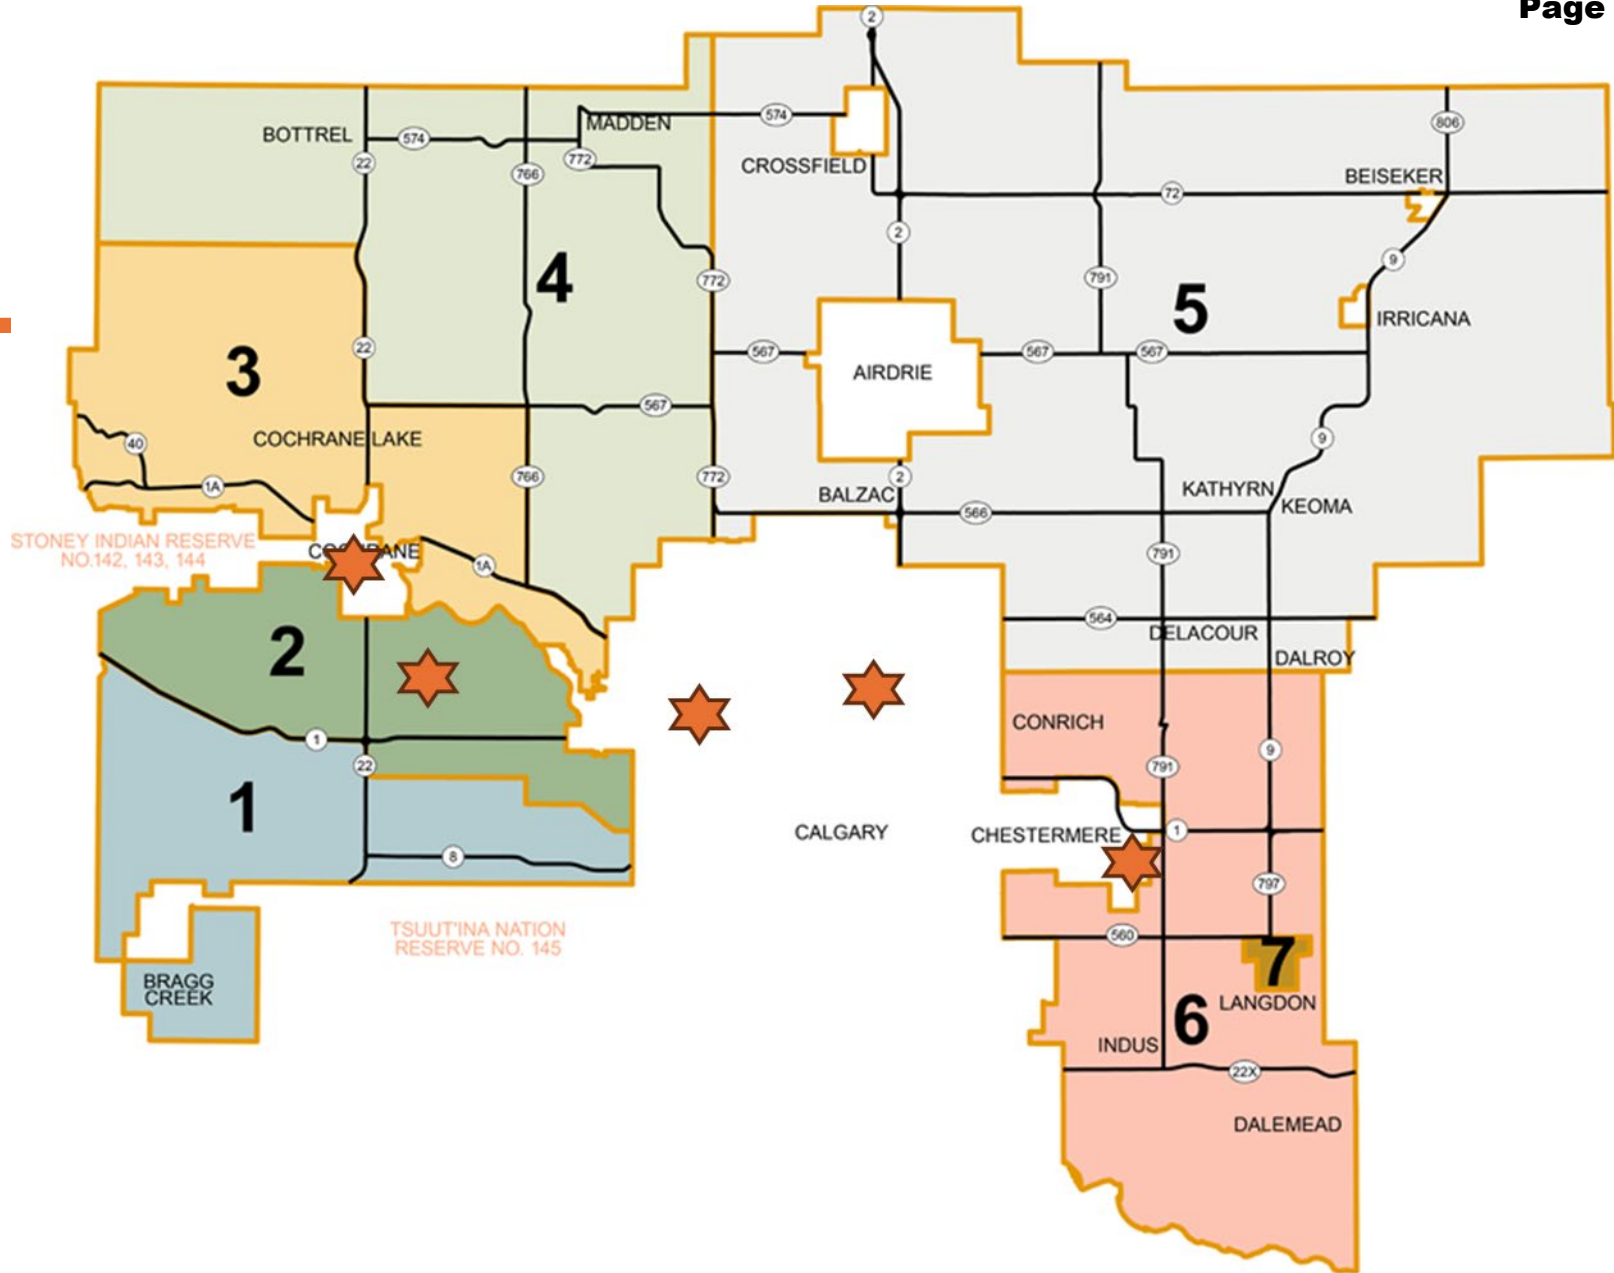 Page
2
574
806
BOTTREL
574
MADDEN
22
772
766
CROSSFIELD
BEISEKER
72
2
9
4
772
791
5
IRRICANA
3
22
567
567
567
AIRDRIE
567
COCHRANE LAKE
40
9
1A
766
772
2
BALZAC
KATHYRN
KEOMA
566
STONEY INDIAN RESERVE
NO.142, 143, 144
791
1A
564
DELACOUR
2
DALROY
CONRICH
1
22
791
9
1
CALGARY
CHESTERMERE
1
8
797
TSUUT'INA NATION
RESERVE NO. 145
560
7
BRAGG
CREEK
LANGDON
6
INDUS
22X
DALEMEAD